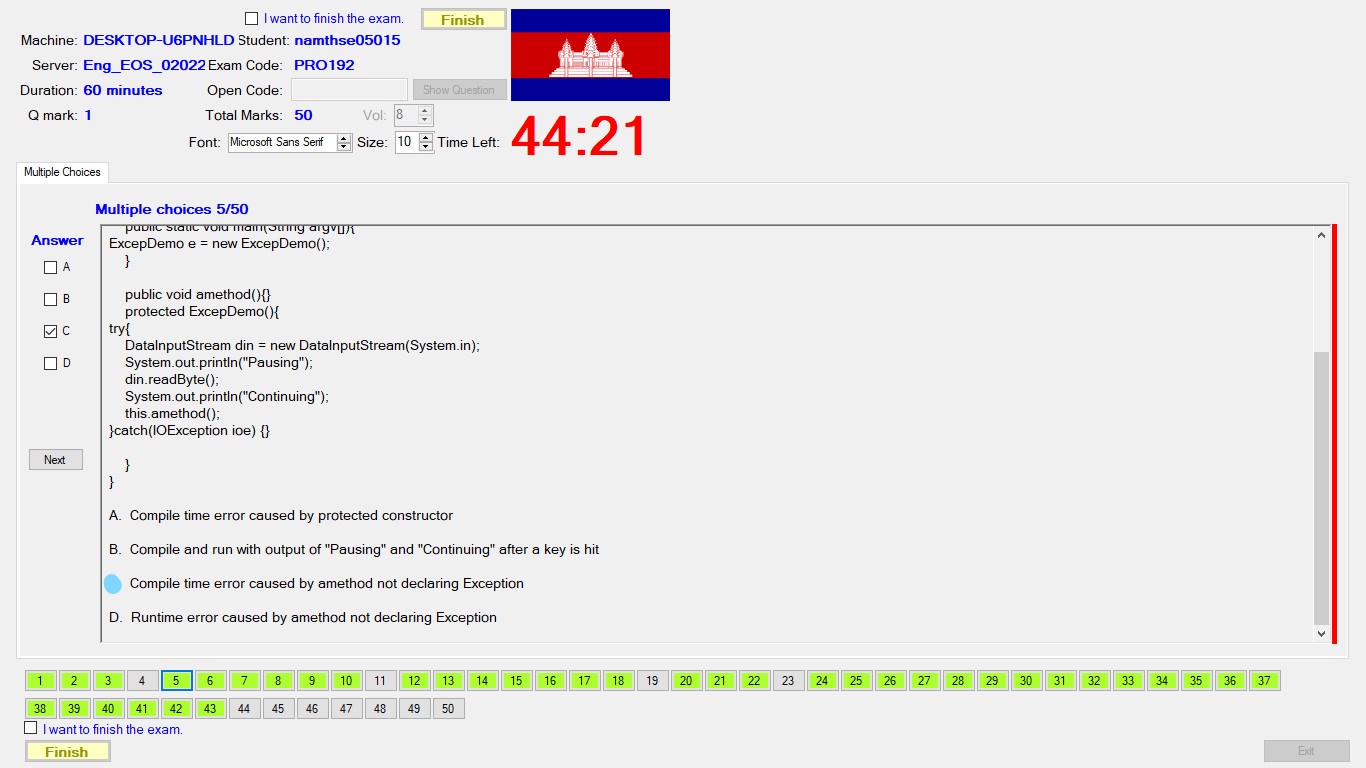 I want to finish the exam. Finish
Machine: DESKTOP-U6PNHLD Student: namthse05015
Server: Eng_EOS_02022 Exam Code: PRO192
Duration: 60 minutes Open Code: Show Question
Q mark: 1 Total Marks: 50 Vol: 8
Font: Microsoft Sans Serif Size: 10 Time Left: 44:21
Multiple Choices
Multiple choices 5/50
Answer
A
B
C
D
Next
public static void main(String argv[]){
ExcepDemo e = new ExcepDemo();
}
public void amethod(){}
protected ExcepDemo(){
try{
DataInputStream din = new DataInputStream(System.in);
System.out.println("Pausing");
din.readByte();
System.out.println("Continuing");
this.amethod();
}catch(IOException ioe) {}
}
}
A. Compile time error caused by protected constructor
B. Compile and run with output of "Pausing" and "Continuing" after a key is hit
Compile time error caused by amethod not declaring Exception
D. Runtime error caused by amethod not declaring Exception
1 2 3 4 5 6 7 8 9 10 11 12 13 14 15 16 17 18 19 20 21 22 23 24 25 26 27 28 29 30 31 32 33 34 35 36 37
38 39 40 41 42 43 44 45 46 47 48 49 50
I want to finish the exam.
Finish Exit